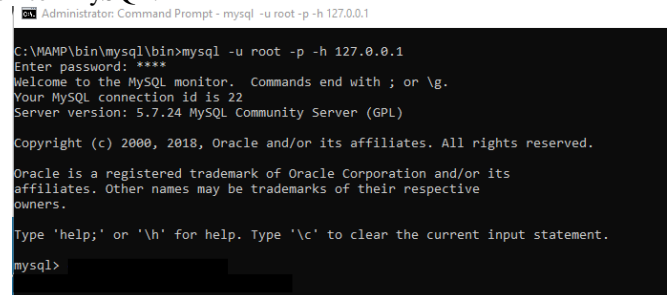 Administrator: Command Prompt - mysql -u root -p -h 127.0.0.1
C:\MAMP\bin\mysql\bin>mysql -u root -p -h 127.0.0.1
Enter password: ****
Welcome to the MySQL monitor.  Commands end with ; or \g.
Your MySQL connection id is 22
Server version: 5.7.24 MySQL Community Server (GPL)
Copyright (c) 2000, 2018, Oracle and/or its affiliates. All rights reserved.
Oracle is a registered trademark of Oracle Corporation and/or its
affiliates. Other names may be trademarks of their respective
owners.
Type 'help;' or '\h' for help. Type '\c' to clear the current input statement.
mysql>